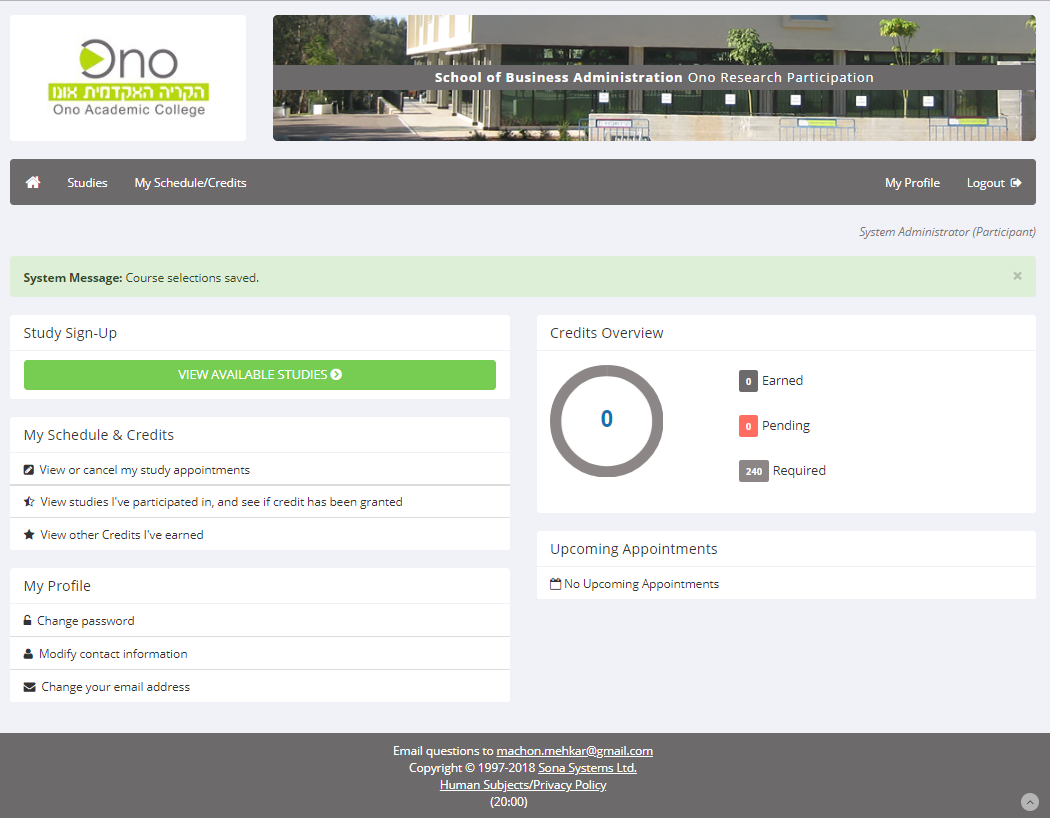 Ono
הקריה האקדמית אונו
Ono Academic College
School of Business Administration Ono Research Participation
Studies
My Schedule/Credits
My Profile
Logout
System Administrator (Participant)
System Message: Course selections saved.
×
Study Sign-Up
VIEW AVAILABLE STUDIES
My Schedule & Credits
View or cancel my study appointments
View studies I've participated in, and see if credit has been granted
View other Credits I've earned
My Profile
Change password
Modify contact information
Change your email address
Credits Overview
0
0 Earned
0 Pending
240 Required
Upcoming Appointments
No Upcoming Appointments
Email questions to machon.mehkar@gmail.com
Copyright © 1997-2018 Sona Systems Ltd.
Human Subjects/Privacy Policy
(20:00)